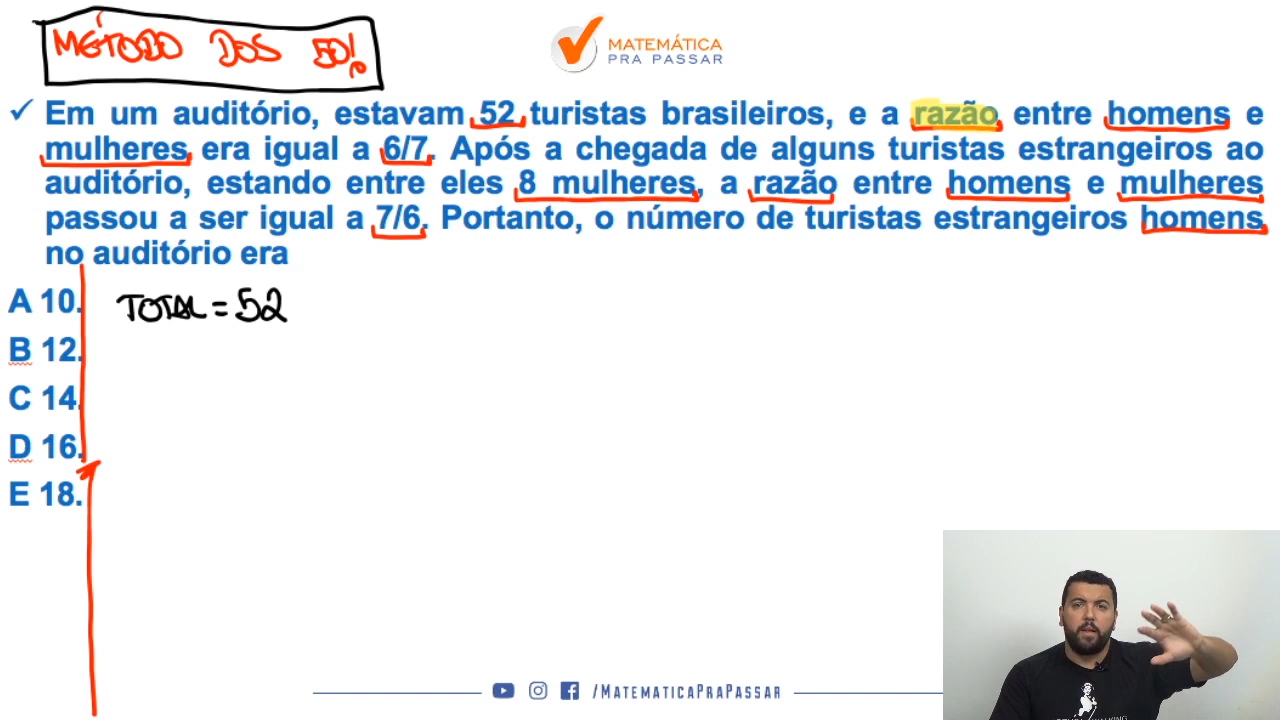 MÉTODO DOS 50!
MATEMÁTICA
PRA PASSAR
✓ Em um auditório, estavam 52 turistas brasileiros, e a razão entre homens e
mulheres era igual a 6/7. Após a chegada de alguns turistas estrangeiros ao
auditório, estando entre eles 8 mulheres, a razão entre homens e mulheres
passou a ser igual a 7/6. Portanto, o número de turistas estrangeiros homens
no auditório era
A 10.
TOTAL = 52
B 12.
C 14.
D 16.
E 18.
/MATEMATICAPRAPASSAR